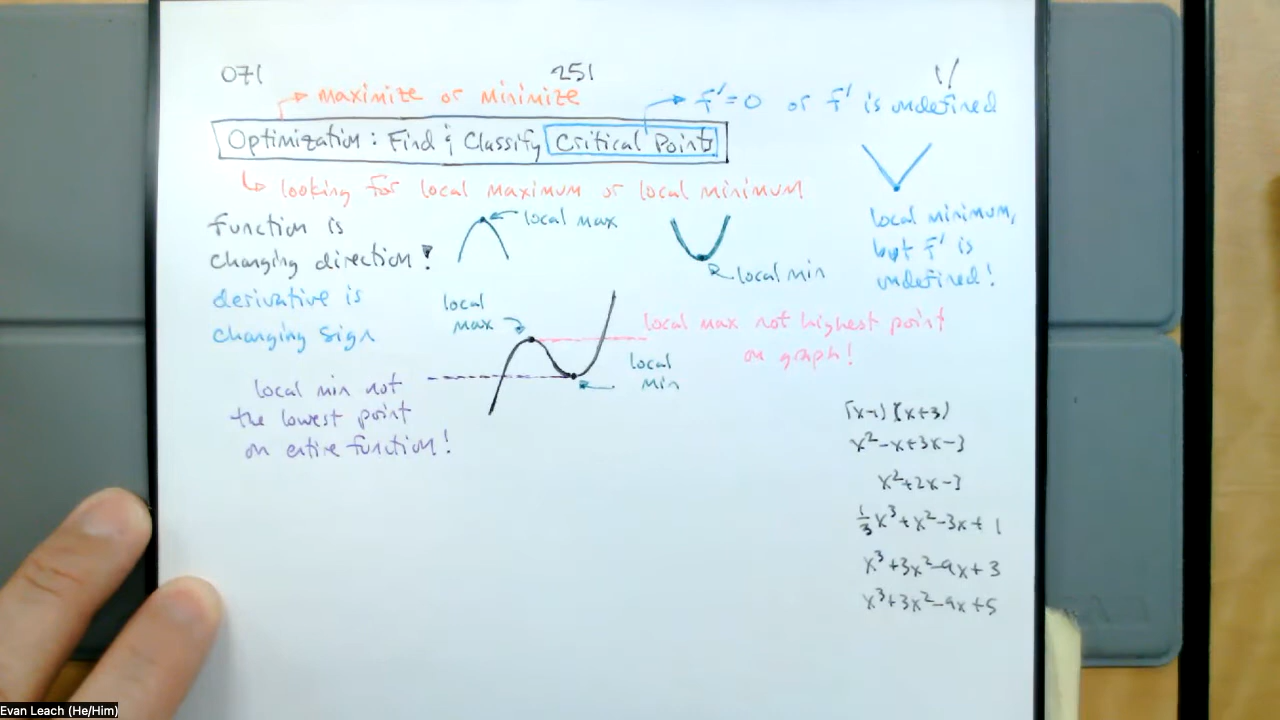 071
251
11/
maximize or minimize
f' = 0 or f' is undefined
Optimization: Find & Classify Critical Points
looking for local maximum or local minimum
function is
changing direction!
local max
local min
local minimum,
but f' is
undefined!
derivative is
changing sign
local
max
local max not highest point
on graph!
local
min
local min not
the lowest point
on entire function!
(x-1)(x+3)
x²-x+3x-3
x²+2x-3
1/3x³+x²-3x+1
x³+3x²-9x+3
x³+3x²-9x+5
Evan Leach (He/Him)